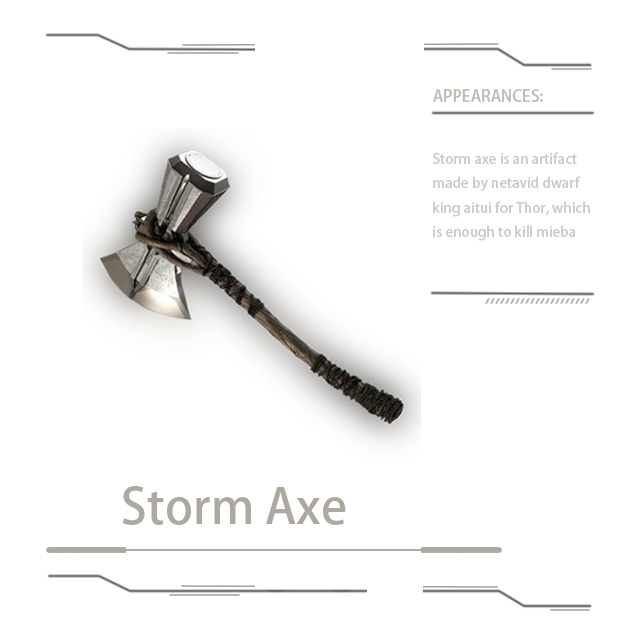 APPEARANCES:
Storm axe is an artifact
made by netavid dwarf
king aitui for Thor, which
is enough to kill mieba
Storm Axe